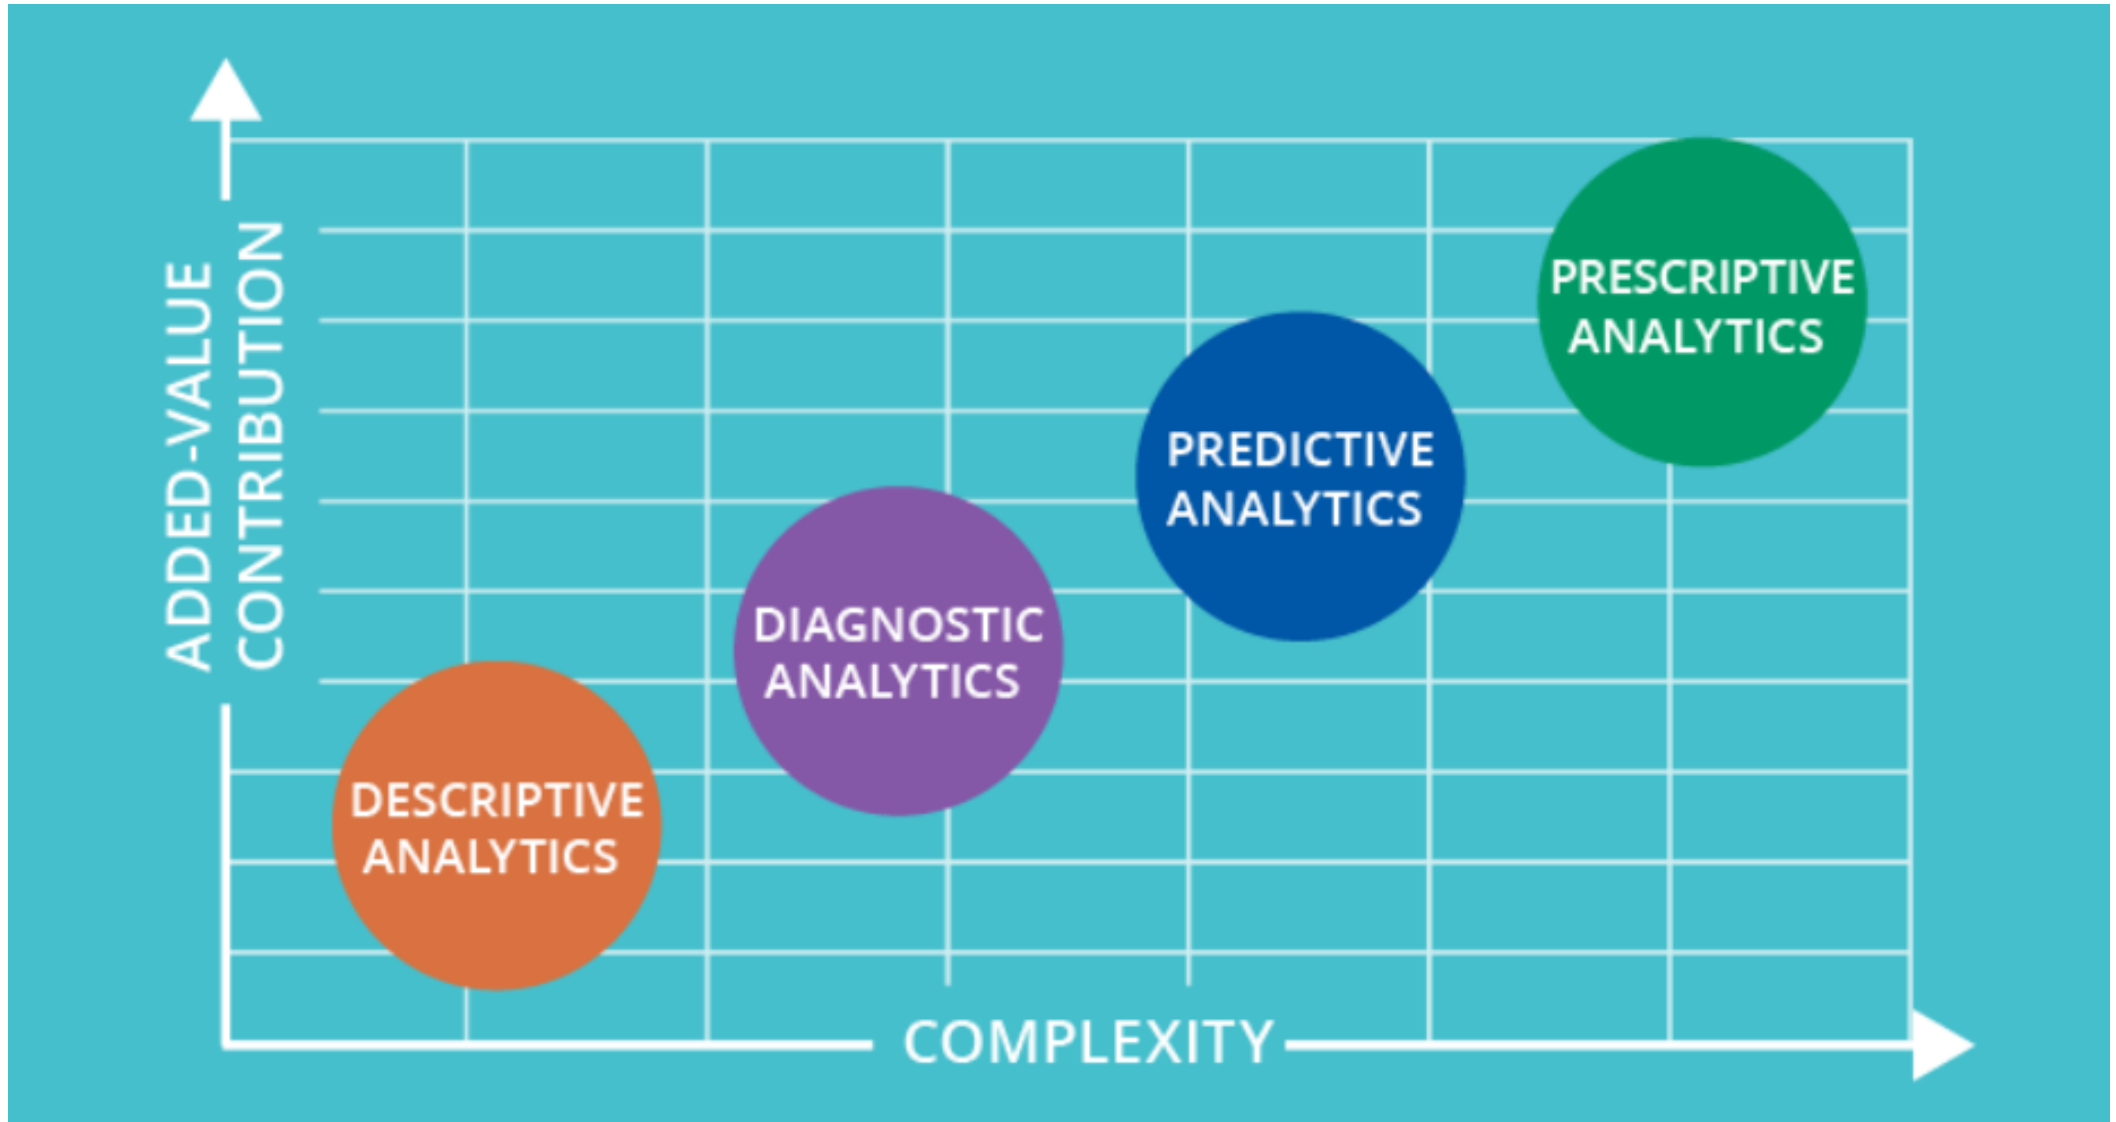 ADDED-VALUE
CONTRIBUTION
PRESCRIPTIVE
ANALYTICS
PREDICTIVE
ANALYTICS
DIAGNOSTIC
ANALYTICS
DESCRIPTIVE
ANALYTICS
COMPLEXITY